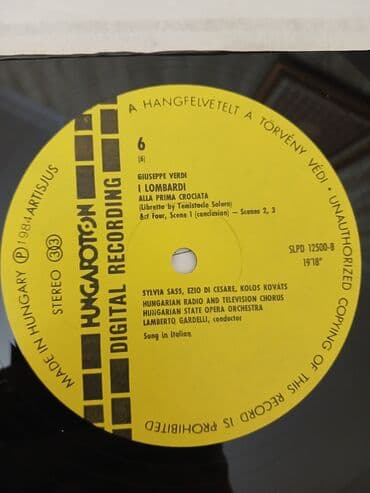 A HANGFELVETELT A TÖRVÉNY VÉDI • UNAUTHORIZED COPYING OF THIS RECORD IS PROHIBITED
MADE IN HUNGARY Ⓟ 1984 ARTISJUS
STEREO 33
HUNGAROTON
DIGITAL RECORDING
6
(6)
GIUSEPPE VERDI
I LOMBARDI
ALLA PRIMA CROCIATA
(Libretto by Temistocle Solera)
Act Four, Scene 1 (conclusion) — Scenes 2, 3
SLPD 12500-B
19'18"
SYLVIA SASS, EZIO DI CESARE, KOLOS KOVÁTS
HUNGARIAN RADIO AND TELEVISION CHORUS
HUNGARIAN STATE OPERA ORCHESTRA
LAMBERTO GARDELLI, conductor
Sung in Italian